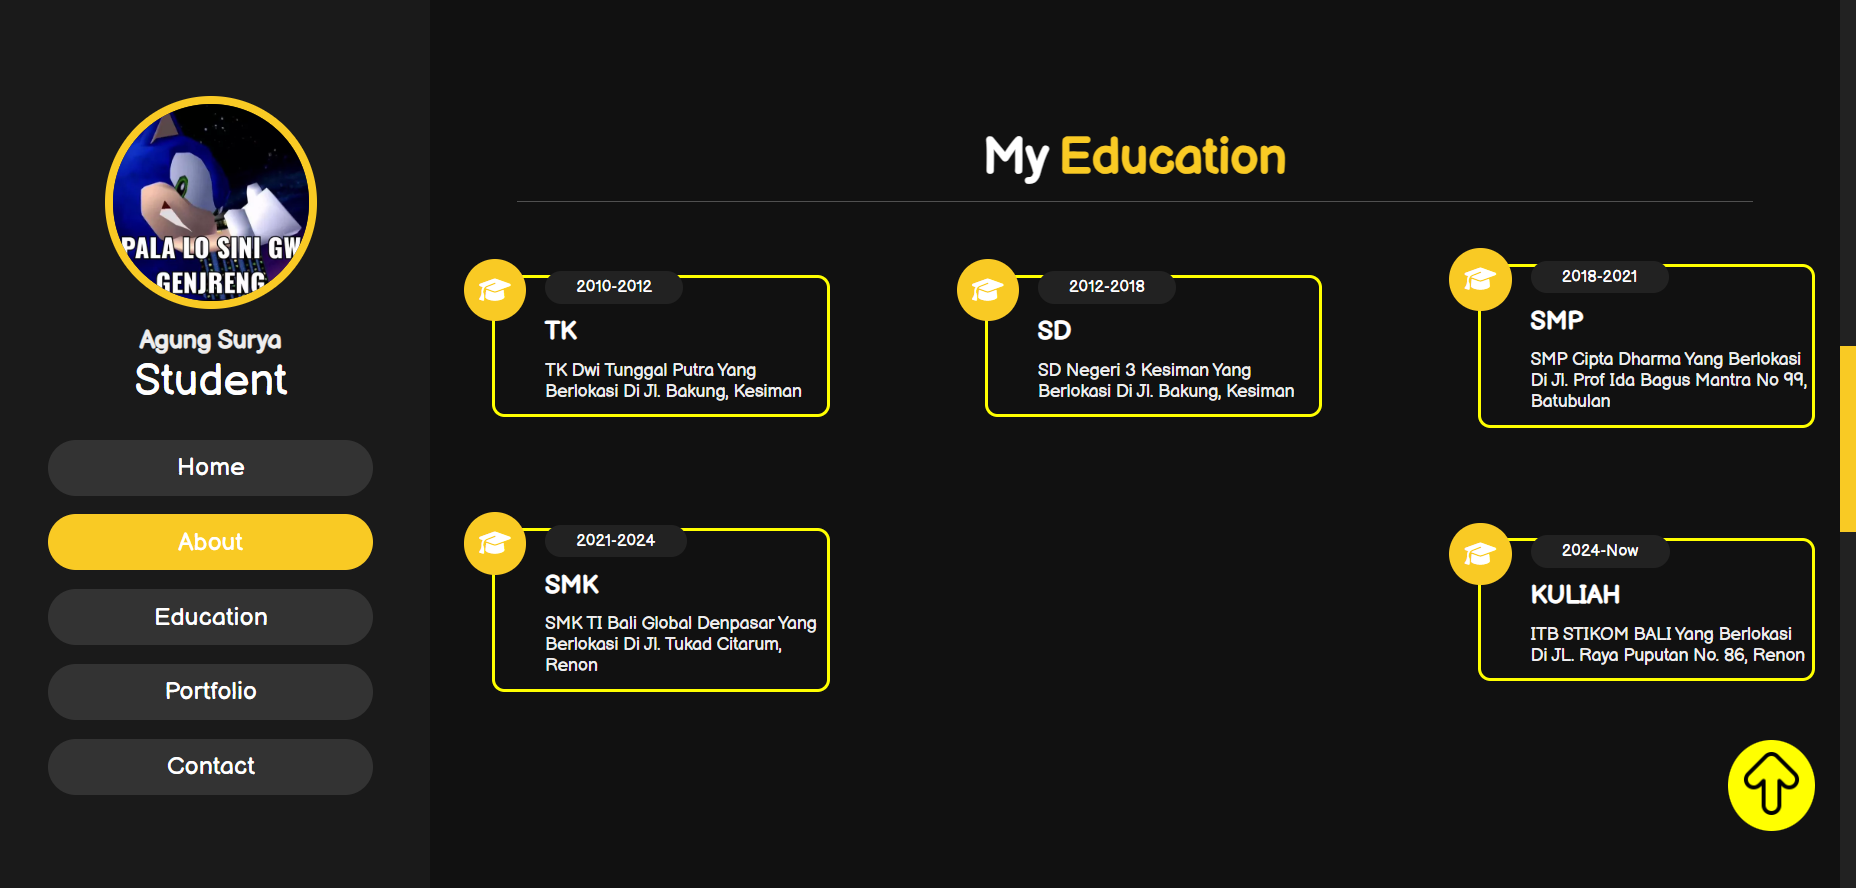 PALA LO SINI GW
GENJRENG
Agung Surya
Student
Home
About
Education
Portfolio
Contact
My Education
2010-2012
TK
TK Dwi Tunggal Putra Yang
Berlokasi Di Jl. Bakung, Kesiman
2012-2018
SD
SD Negeri 3 Kesiman Yang
Berlokasi Di Jl. Bakung, Kesiman
2018-2021
SMP
SMP Cipta Dharma Yang Berlokasi
Di Jl. Prof Ida Bagus Mantra No 99,
Batubulan
2021-2024
SMK
SMK TI Bali Global Denpasar Yang
Berlokasi Di Jl. Tukad Citarum,
Renon
2024-Now
KULIAH
ITB STIKOM BALI Yang Berlokasi
Di JL. Raya Puputan No. 86, Renon